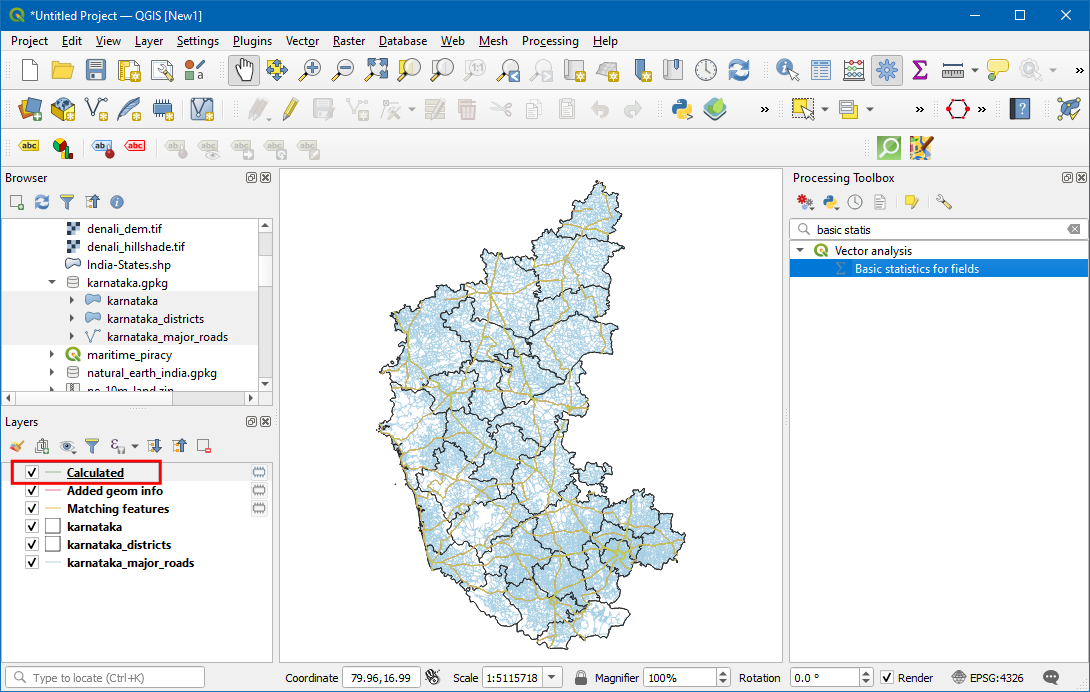 *Untitled Project — QGIS [New1]
Project Edit View Layer Settings Plugins Vector Raster Database Web Mesh Processing Help
abc abc abc
Browser
denali_dem.tif
denali_hillshade.tif
India-States.shp
karnataka.gpkg
karnataka
karnataka_districts
karnataka_major_roads
maritime_piracy
natural_earth_india.gpkg
ne_10m_land.zip
Layers
Calculated
Added geom info
Matching features
karnataka
karnataka_districts
karnataka_major_roads
Processing Toolbox
basic statis
Vector analysis
Basic statistics for fields
Type to locate (Ctrl+K) Coordinate 79.96,16.99 Scale 1:5115718 Magnifier 100% Rotation 0.0 ° Render EPSG:4326